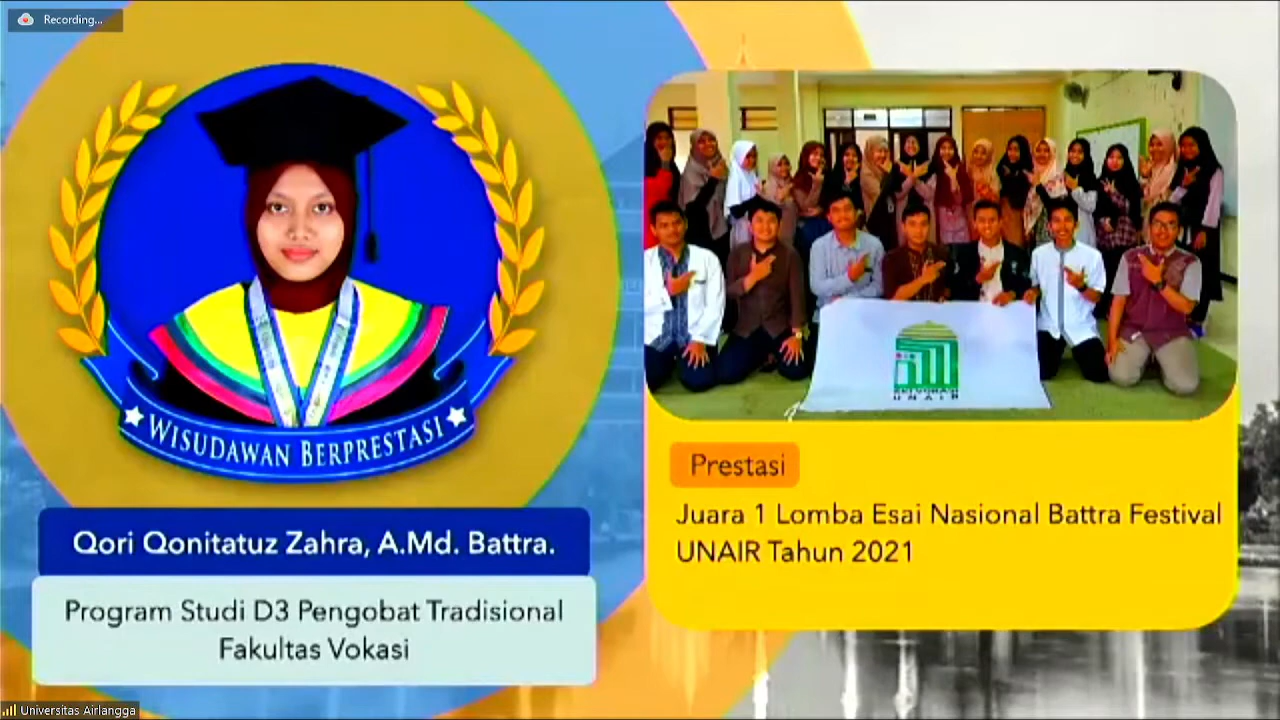 Recording...
WISUDAWAN BERPRESTASI
Qori Qonitatuz Zahra, A.Md. Battra.
Program Studi D3 Pengobat Tradisional
Fakultas Vokasi
UNAIR
Prestasi
Juara 1 Lomba Esai Nasional Battra Festival
UNAIR Tahun 2021
Universitas Airlangga